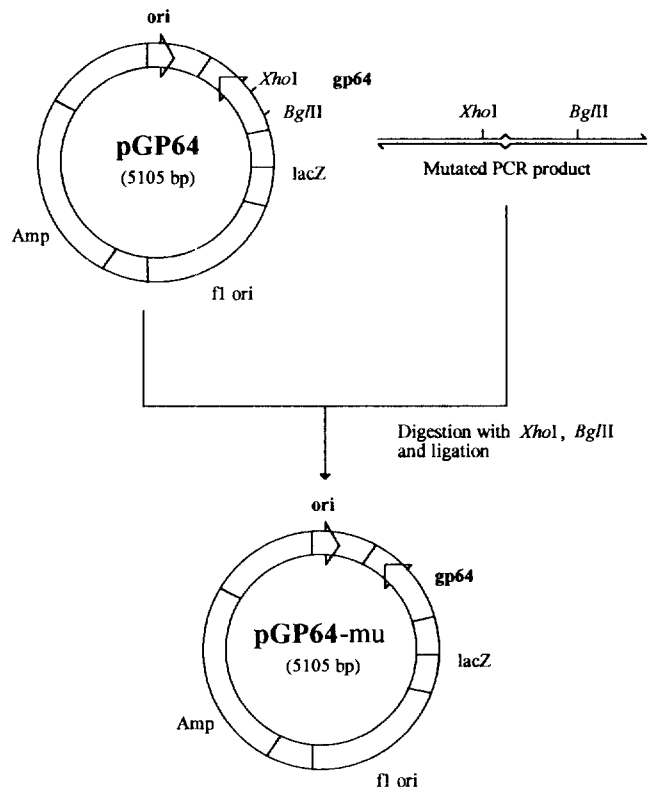 ori
XhoI
gp64
BglII
pGP64
(5105 bp)
lacZ
Amp
f1 ori
XhoI
BglII
Mutated PCR product
Digestion with XhoI, BglII
and ligation
ori
gp64
pGP64-mu
(5105 bp)
lacZ
Amp
f1 ori